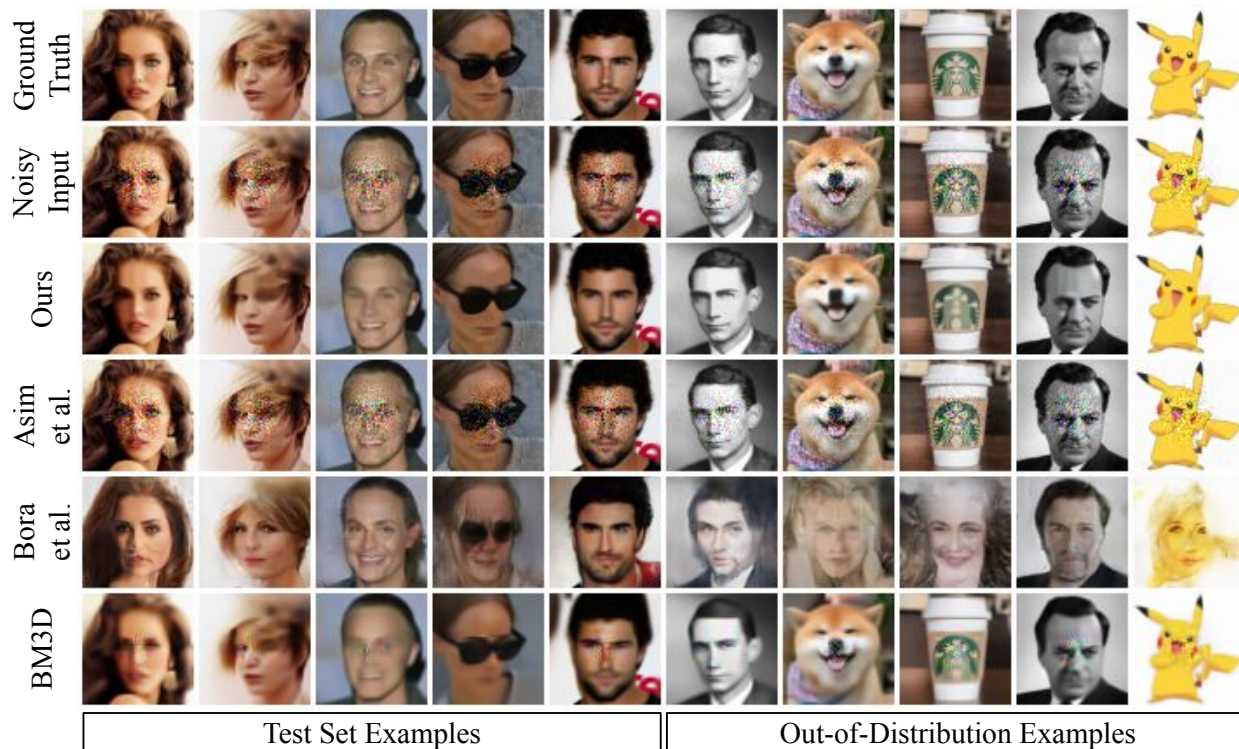 Ground
Truth
Noisy
Input
Ours
Asim
et al.
Bora
et al.
BM3D
Test Set Examples
Out-of-Distribution Examples